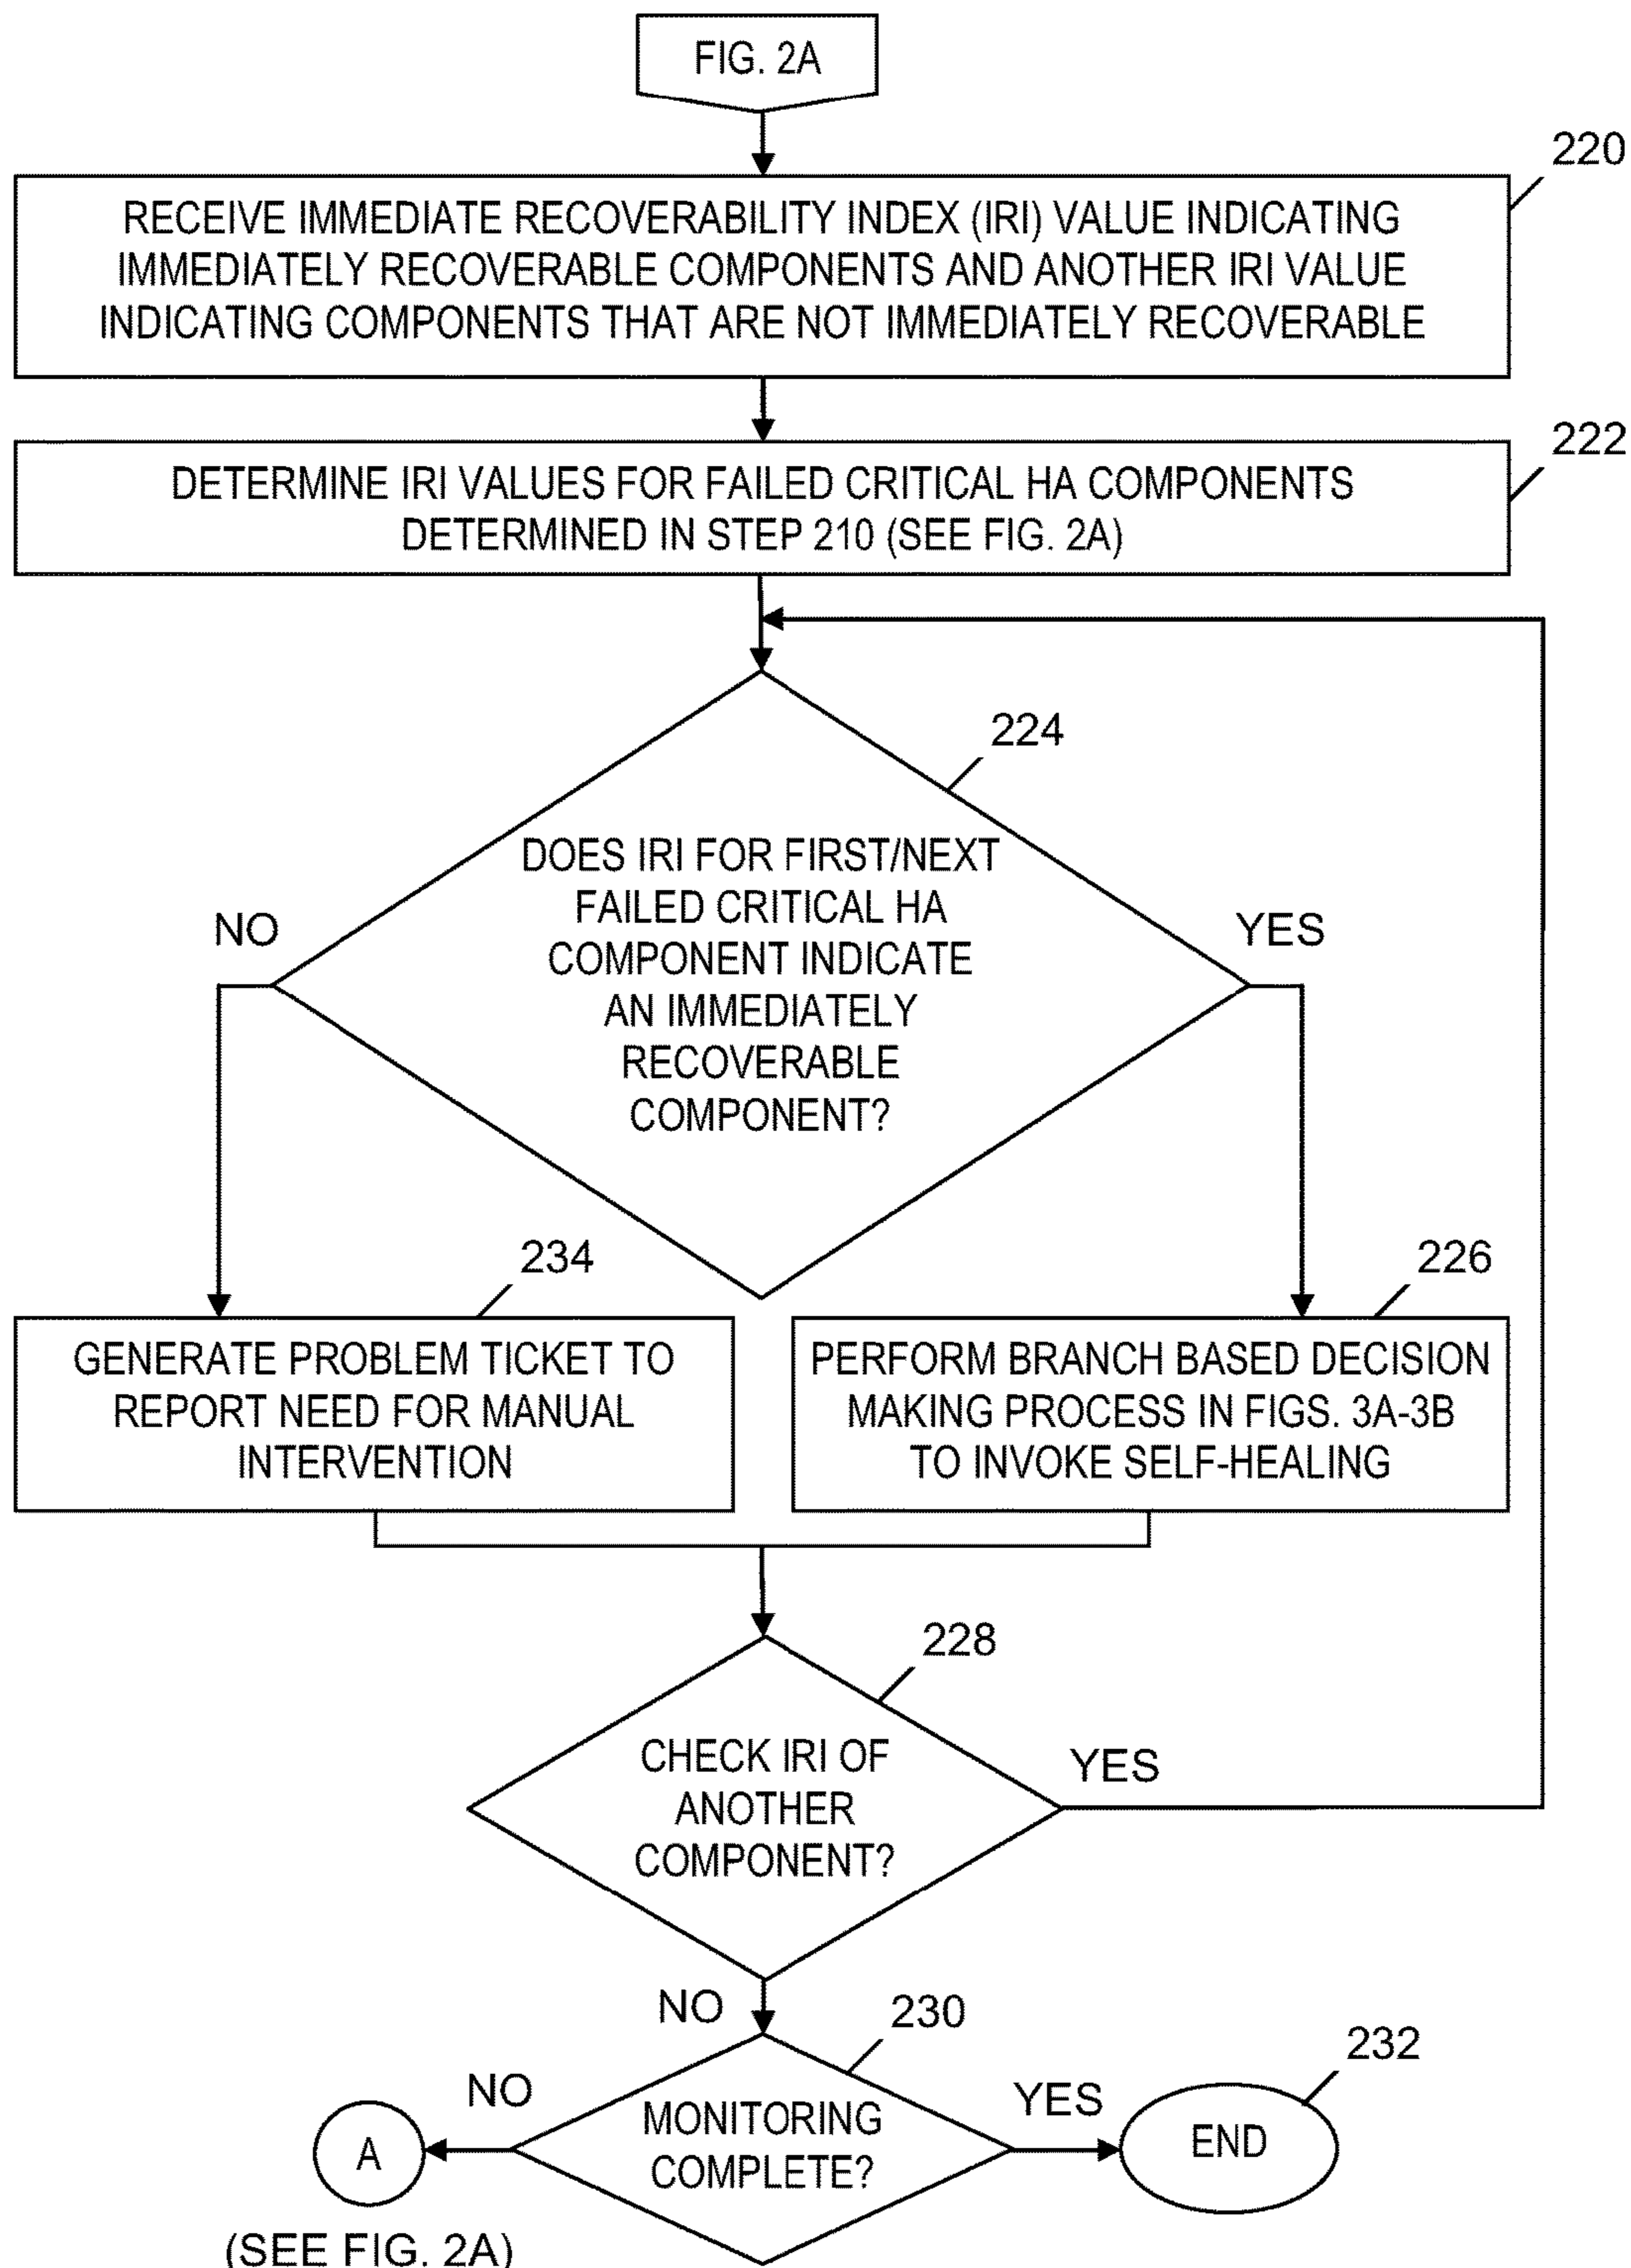 FIG. 2A
220
RECEIVE IMMEDIATE RECOVERABILITY INDEX (IRI) VALUE INDICATING
IMMEDIATELY RECOVERABLE COMPONENTS AND ANOTHER IRI VALUE
INDICATING COMPONENTS THAT ARE NOT IMMEDIATELY RECOVERABLE
222
DETERMINE IRI VALUES FOR FAILED CRITICAL HA COMPONENTS
DETERMINED IN STEP 210 (SEE FIG. 2A)
224
DOES IRI FOR FIRST/NEXT
FAILED CRITICAL HA
COMPONENT INDICATE
AN IMMEDIATELY
RECOVERABLE
COMPONENT?
NO
YES
234
GENERATE PROBLEM TICKET TO
REPORT NEED FOR MANUAL
INTERVENTION
226
PERFORM BRANCH BASED DECISION
MAKING PROCESS IN FIGS. 3A-3B
TO INVOKE SELF-HEALING
228
CHECK IRI OF
ANOTHER
COMPONENT?
YES
NO
230
MONITORING
COMPLETE?
NO
YES
232
A
END
(SEE FIG. 2A)